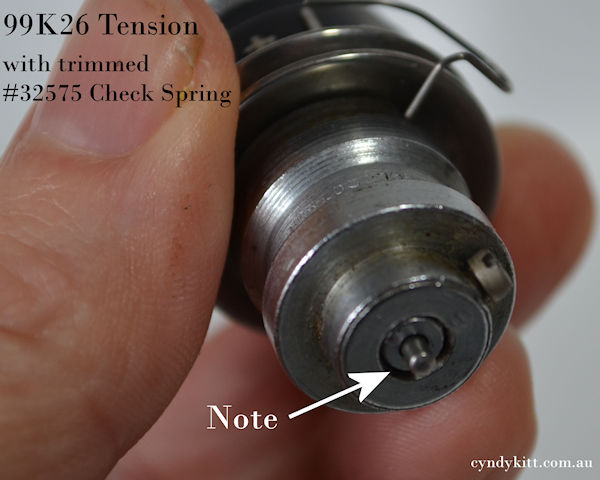 99K26 Tension
with trimmed
#32575 Check Spring
Note
cyndykitt.com.au